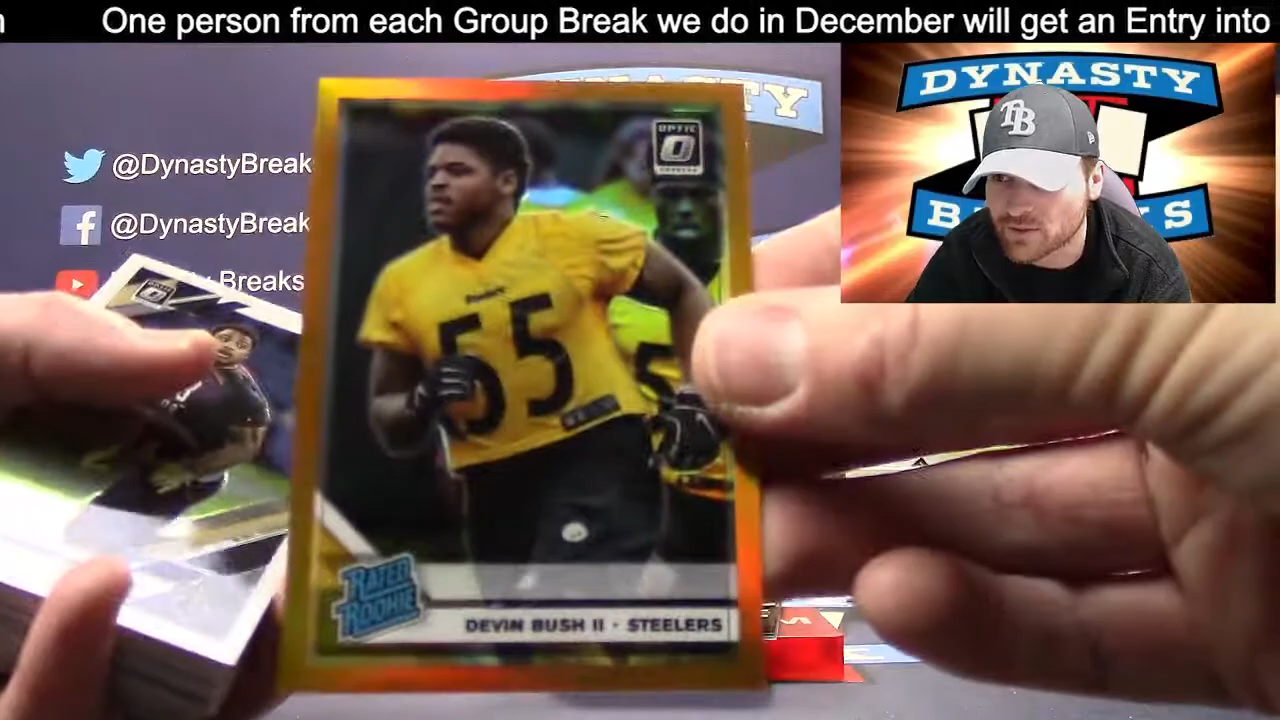 One person from each Group Break we do in December will get an Entry into
DYNASTY
TB
@DynastyBreak
@DynastyBreak
Breaks
OPTIC
55
RATED
ROOKIE
DEVIN BUSH II • STEELERS